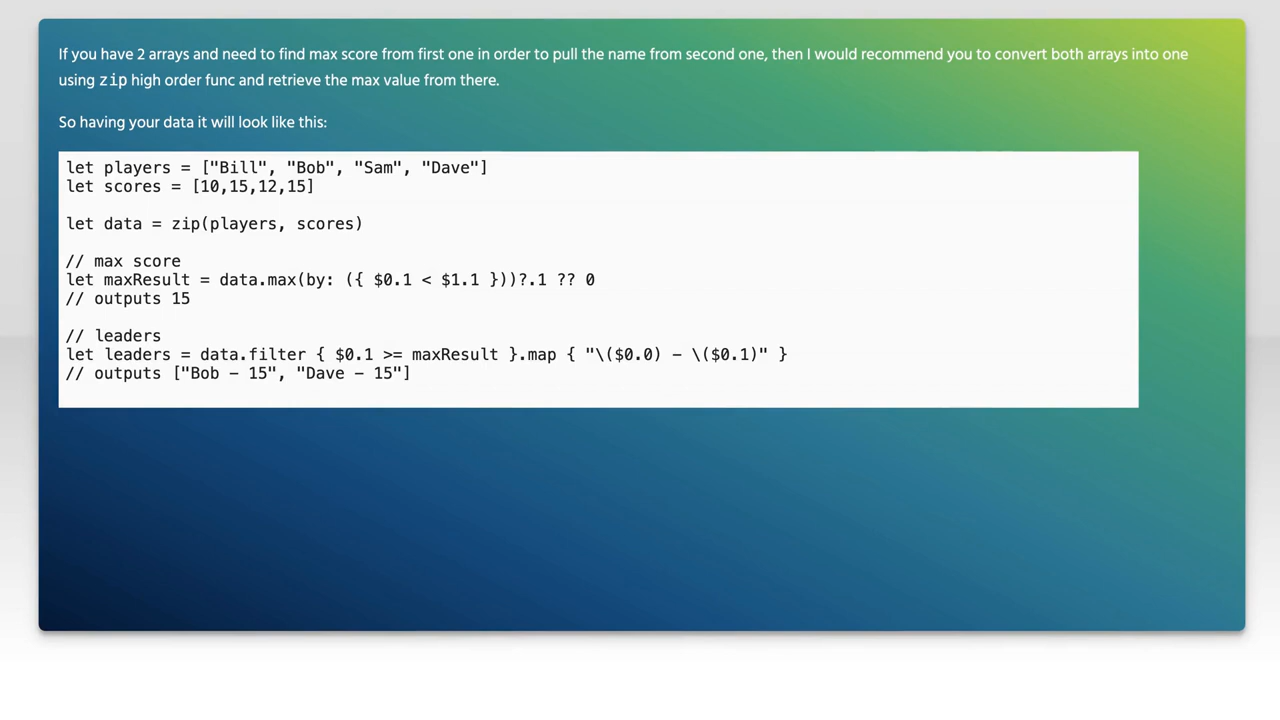 If you have 2 arrays and need to find max score from first one in order to pull the name from second one, then I would recommend you to convert both arrays into one
using zip high order func and retrieve the max value from there.
So having your data it will look like this:
let players = ["Bill", "Bob", "Sam", "Dave"]
let scores = [10,15,12,15]
let data = zip(players, scores)
// max score
let maxResult = data.max(by: ({ $0.1 < $1.1 }))?.1 ?? 0
// outputs 15
// leaders
let leaders = data.filter { $0.1 >= maxResult }.map { "\($0.0) – \($0.1)" }
// outputs ["Bob – 15", "Dave – 15"]